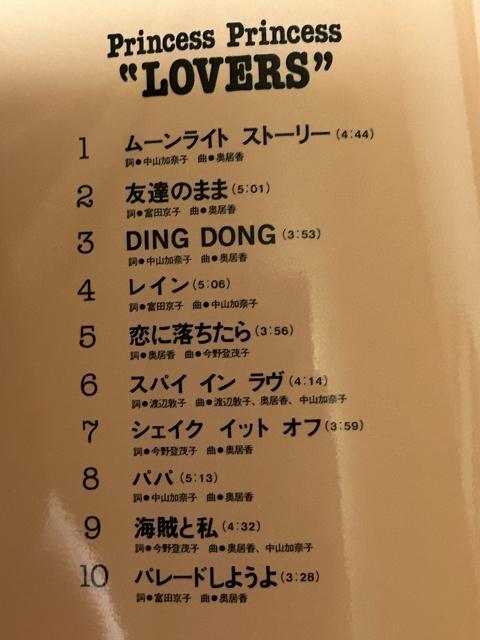 Princess Princess
“LOVERS”
1 ムーンライト ストーリー(4:44)
詞●中山加奈子 曲●奥居香
2 友達のまま(5:01)
詞●富田京子 曲●奥居香
3 DING DONG(3:53)
詞●中山加奈子 曲●奥居香
4 レイン(5:06)
詞●富田京子 曲●中山加奈子
5 恋に落ちたら(3:56)
詞●奥居香 曲●今野登茂子
6 スパイ イン ラヴ(4:14)
詞●渡辺敦子 曲●渡辺敦子、奥居香、中山加奈子
7 シェイク イット オフ(3:59)
詞●今野登茂子 曲●奥居香
8 パパ(5:13)
詞●中山加奈子 曲●奥居香
9 海賊と私(4:32)
詞●今野登茂子 曲●奥居香、中山加奈子
10 パレードしようよ(3:28)
詞●富田京子 曲●奥居香